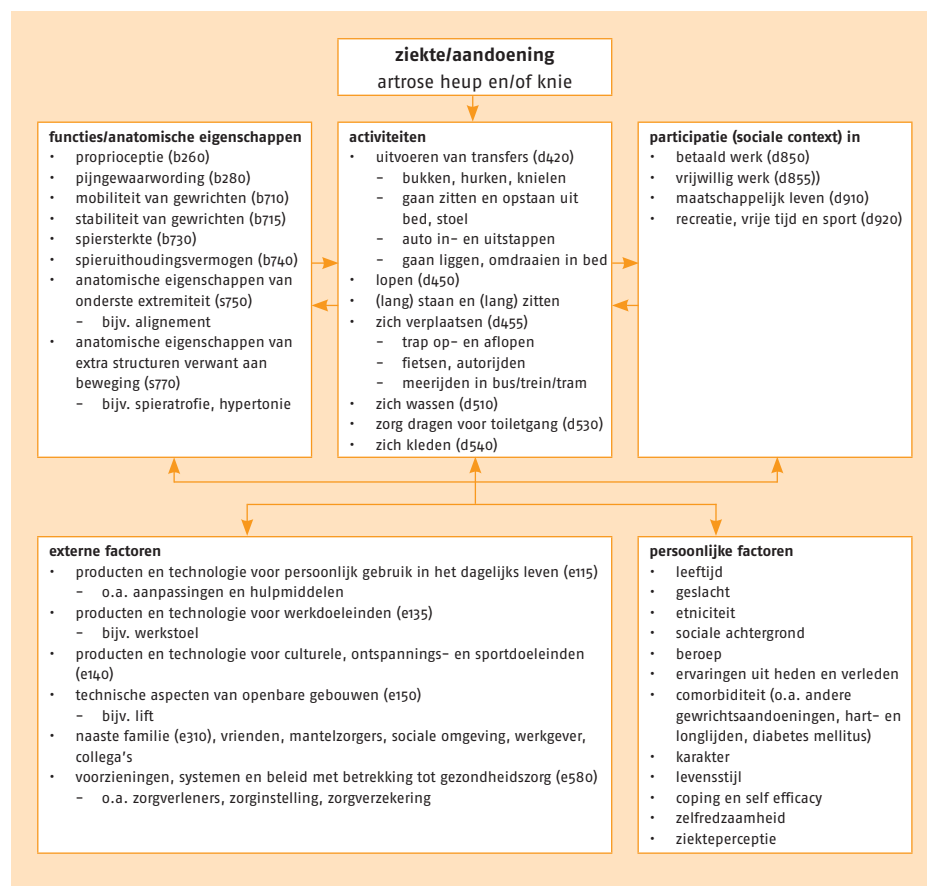 ziekte/aandoening
artrose heup en/of knie
functies/anatomische eigenschappen
• proprioceptie (b260)
• pijngewaarwording (b280)
• mobiliteit van gewrichten (b710)
• stabiliteit van gewrichten (b715)
• spiersterkte (b730)
• spieruithoudingsvermogen (b740)
• anatomische eigenschappen van
onderste extremiteit (s750)
– bijv. alignement
• anatomische eigenschappen van
extra structuren verwant aan
beweging (s770)
– bijv. spieratrofie, hypertonie
activiteiten
• uitvoeren van transfers (d420)
– bukken, hurken, knielen
– gaan zitten en opstaan uit
bed, stoel
– auto in- en uitstappen
– gaan liggen, omdraaien in bed
• lopen (d450)
• (lang) staan en (lang) zitten
• zich verplaatsen (d455)
– trap op- en aflopen
– fietsen, autorijden
– meerijden in bus/trein/tram
• zich wassen (d510)
• zorg dragen voor toiletgang (d530)
• zich kleden (d540)
participatie (sociale context) in
• betaald werk (d850)
• vrijwillig werk (d855))
• maatschappelijk leven (d910)
• recreatie, vrije tijd en sport (d920)
externe factoren
• producten en technologie voor persoonlijk gebruik in het dagelijks leven (e115)
– o.a. aanpassingen en hulpmiddelen
• producten en technologie voor werkdoeleinden (e135)
– bijv. werkstoel
• producten en technologie voor culturele, ontspannings- en sportdoeleinden
(e140)
• technische aspecten van openbare gebouwen (e150)
– bijv. lift
• naaste familie (e310), vrienden, mantelzorgers, sociale omgeving, werkgever,
collega's
• voorzieningen, systemen en beleid met betrekking tot gezondheidszorg (e580)
– o.a. zorgverleners, zorginstelling, zorgverzekering
persoonlijke factoren
• leeftijd
• geslacht
• etniciteit
• sociale achtergrond
• beroep
• ervaringen uit heden en verleden
• comorbiditeit (o.a. andere
gewrichtsaandoeningen, hart- en
longlijden, diabetes mellitus)
• karakter
• levensstijl
• coping en self efficacy
• zelfredzaamheid
• ziekteperceptie